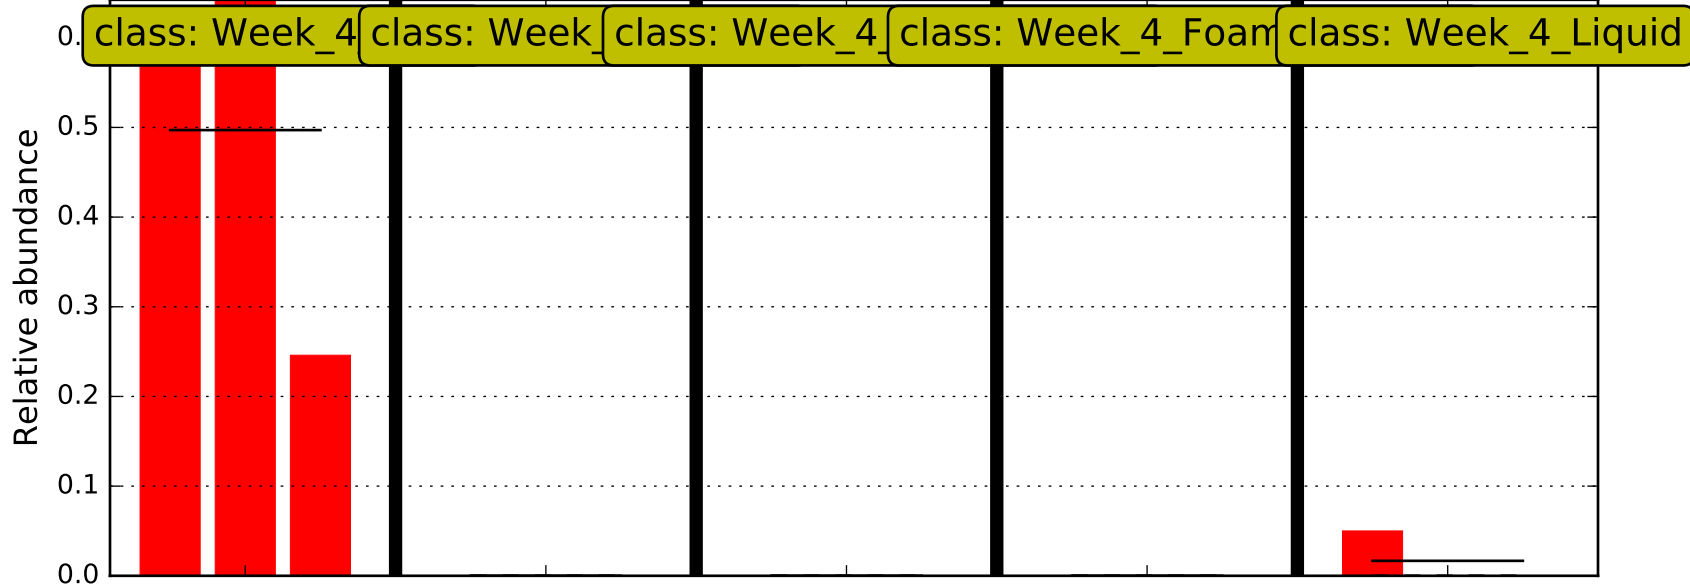 class: Week_4
class: Week_
class: Week_4_
class: Week_4_Foam
class: Week_4_Liquid
0.
0.5
0.4
0.3
0.2
0.1
0.0
Relative abundance